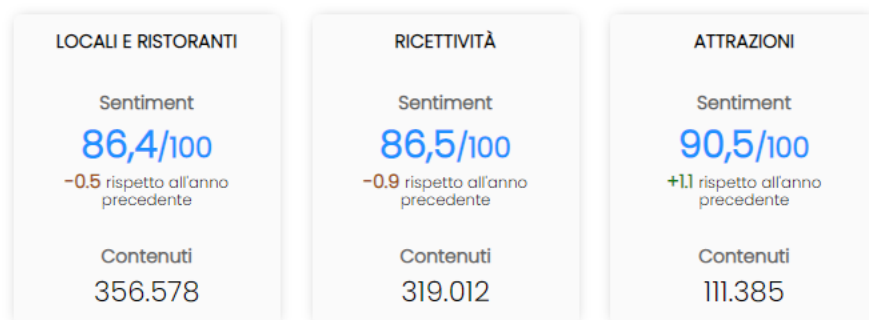 LOCALI E RISTORANTI
Sentiment
86,4/100
-0.5 rispetto all'anno
precedente
Contenuti
356.578
RICETTIVITÀ
Sentiment
86,5/100
-0.9 rispetto all'anno
precedente
Contenuti
319.012
ATTRAZIONI
Sentiment
90,5/100
+1.1 rispetto all'anno
precedente
Contenuti
111.385